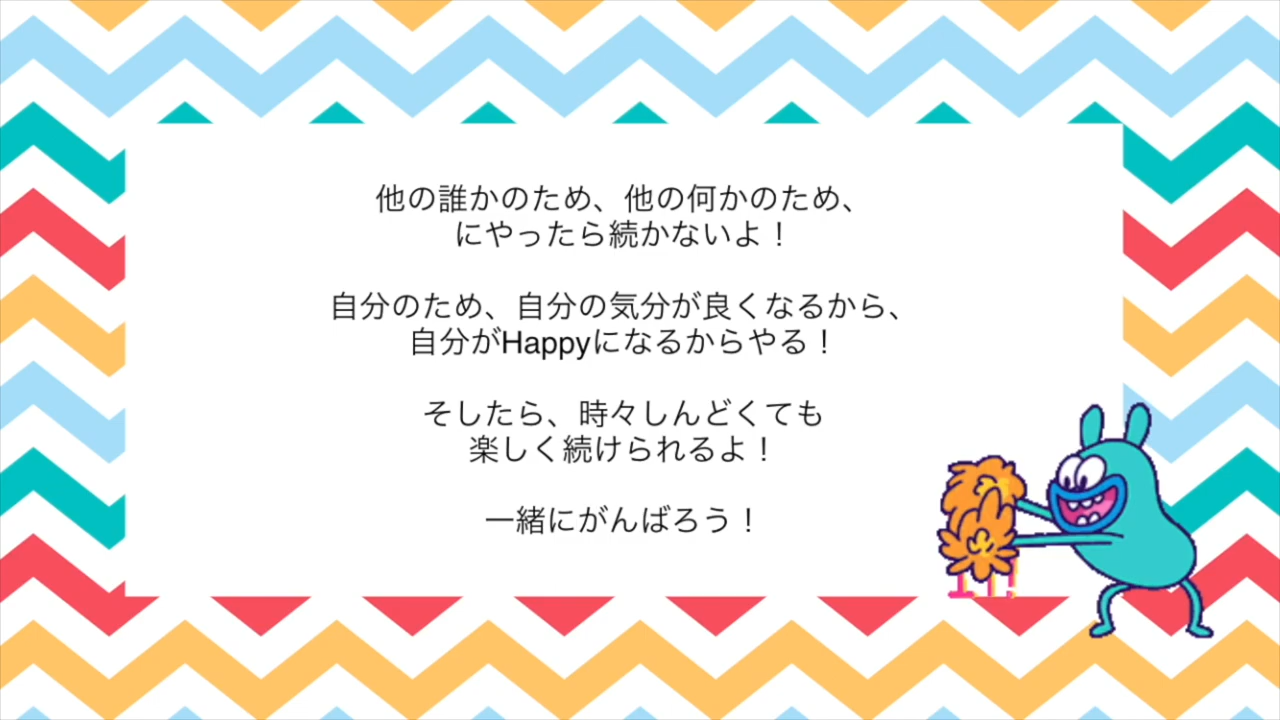 他の誰かのため、他の何かのため、
にやったら続かないよ！
自分のため、自分の気分が良くなるから、
自分がHappyになるからやる！
そしたら、時々しんどくても
楽しく続けられるよ！
一緒にがんばろう！